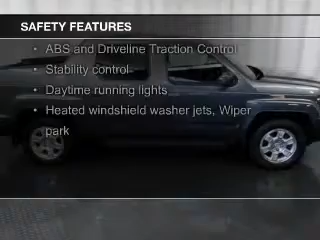 SAFETY FEATURES
• ABS and Driveline Traction Control
• Stability control
• Daytime running lights
• Heated windshield washer jets, Wiper
park